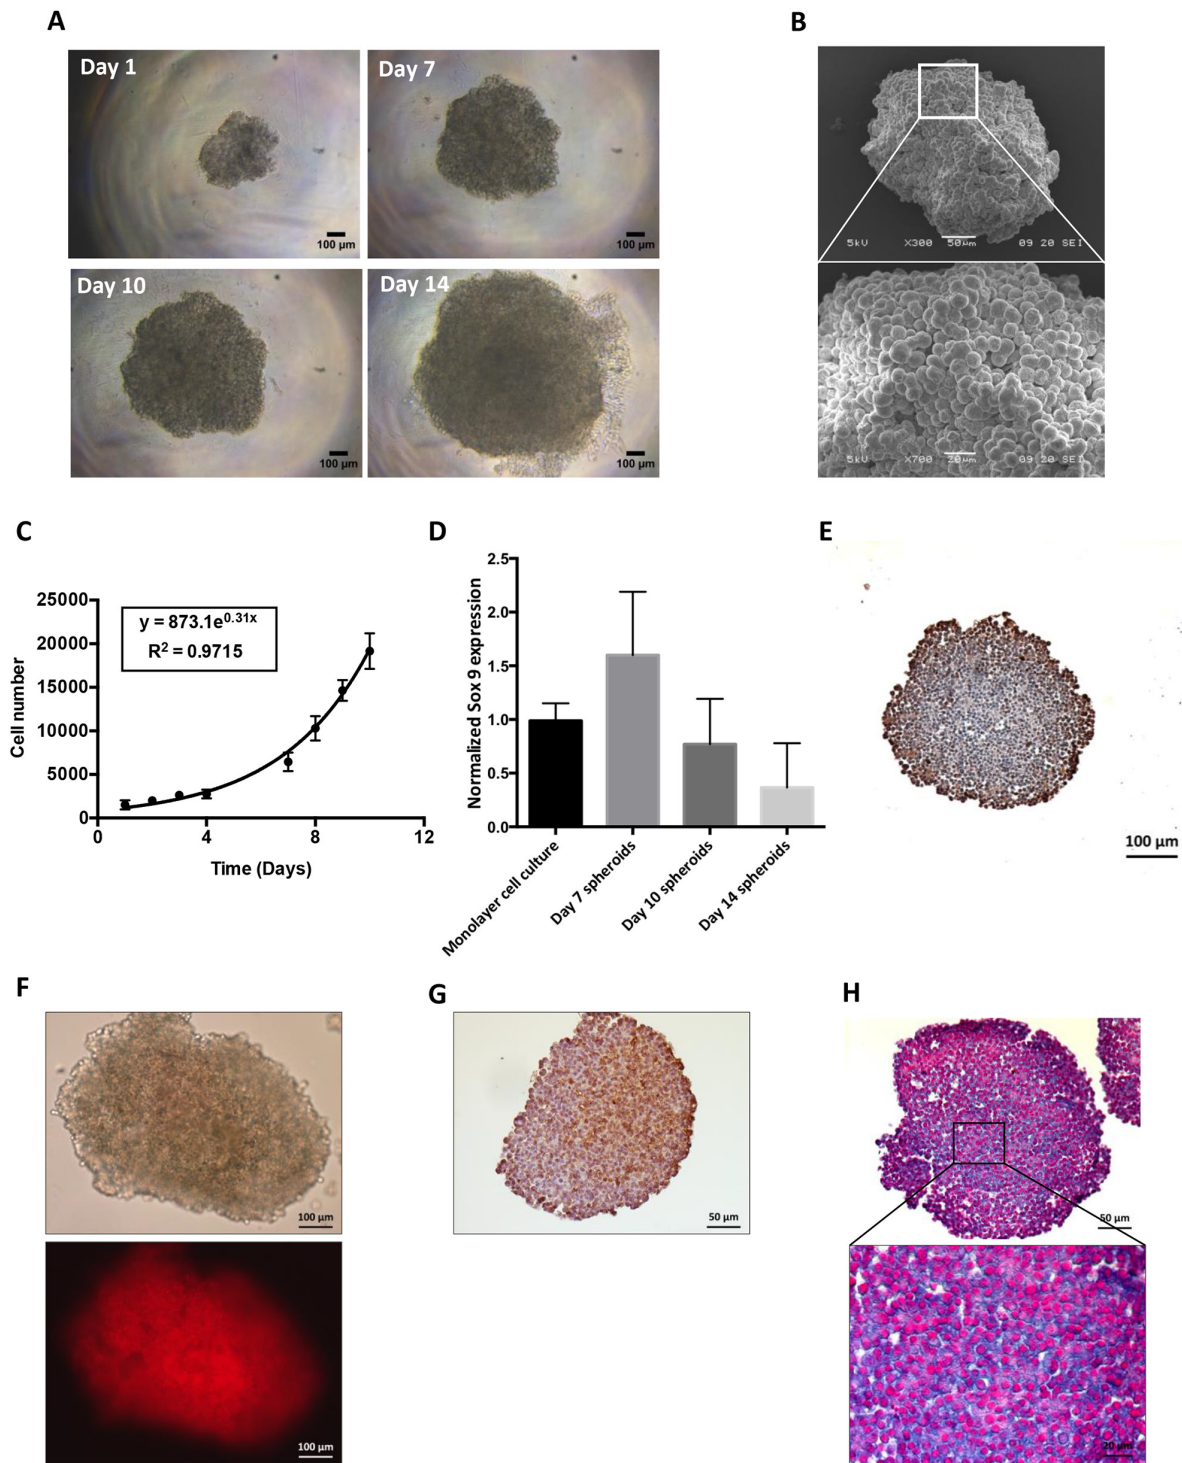 A
B
Day 1
Day 7
100 µm
100 µm
Day 10
Day 14
100 µm
100 µm
5kV X300 50µm 09 20 SEI
5kV X700 20µm 09 20 SEI
C
D
E
y = 873.1e^0.31x
R² = 0.9715
Cell number
25000
20000
15000
10000
5000
0
0 4 8 12
Time (Days)
Normalized Sox 9 expression
2.5
2.0
1.5
1.0
0.5
0.0
Monolayer cell culture
Day 7 spheroids
Day 10 spheroids
Day 14 spheroids
100 µm
F
G
H
100 µm
50 µm
50 µm
100 µm
20 µm